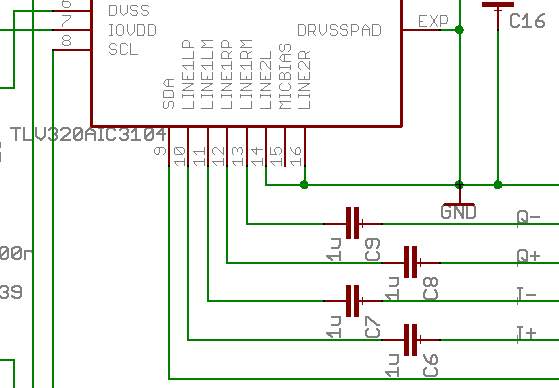 6
DVSS
7
IOVDD
DRVSSPAD
EXP
8
SCL
C16
SDA
LINE1LP
LINE1LM
LINE1RP
LINE1RM
LINE2L
MICBIAS
LINE2R
TLV320AIC3104
9
10
11
12
13
14
15
16
GND
Q-
1u
C9
Q+
1u
C8
I-
1u
C7
I+
1u
C6
39